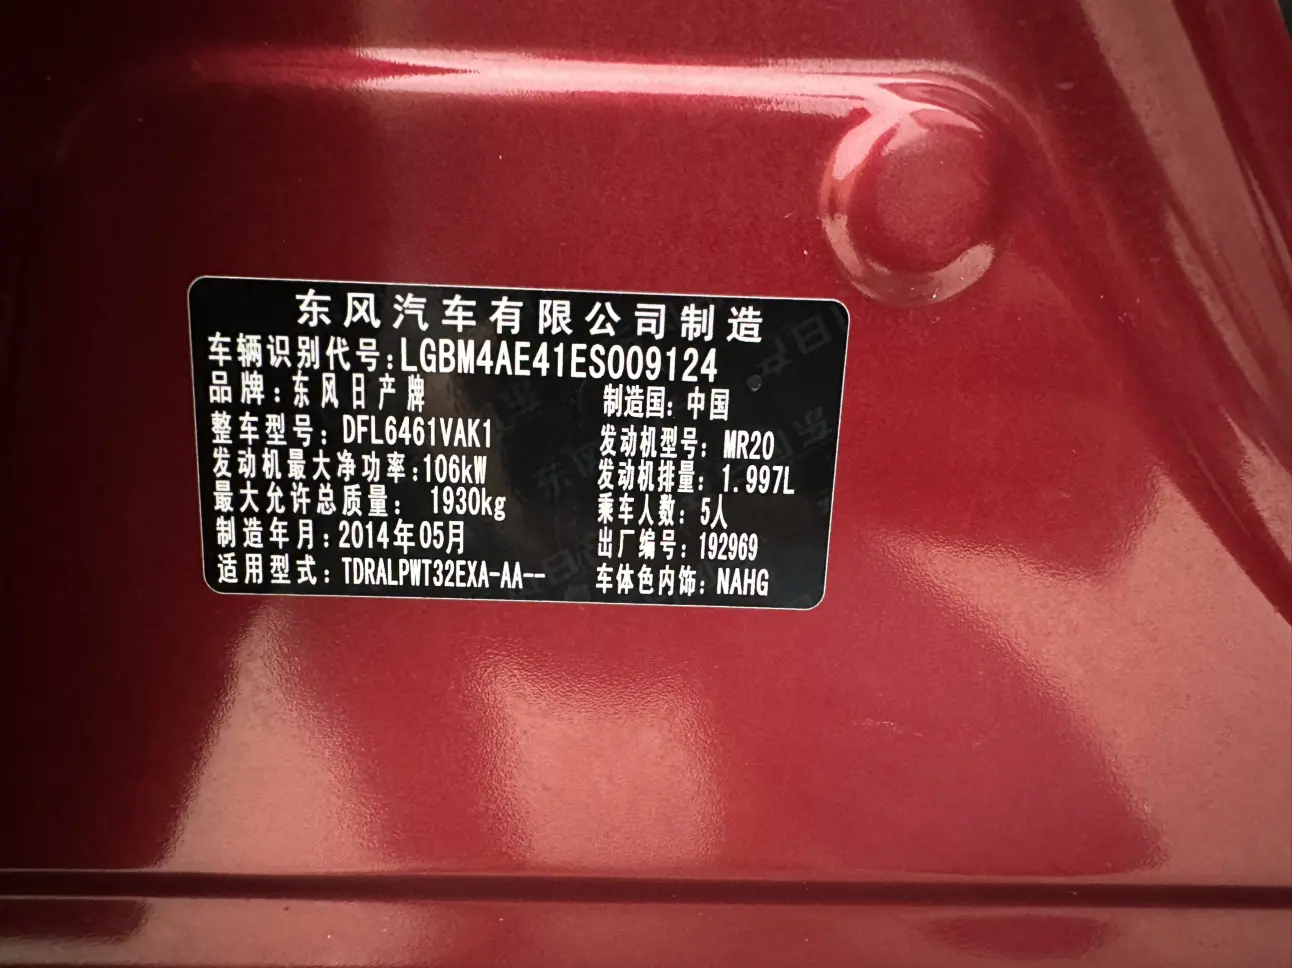 东风汽车有限公司制造
车辆识别代号:LGBM4AE41ES009124
品牌:东风日产牌 制造国:中国
整车型号:DFL6461VAK1 发动机型号:MR20
发动机最大净功率:106kW 发动机排量:1.997L
最大允许总质量: 1930kg 乘车人数:5人
制造年月:2014年05月 出厂编号:192969
适用型式:TDRALPWT32EXA-AA-- 车体色内饰:NAHG